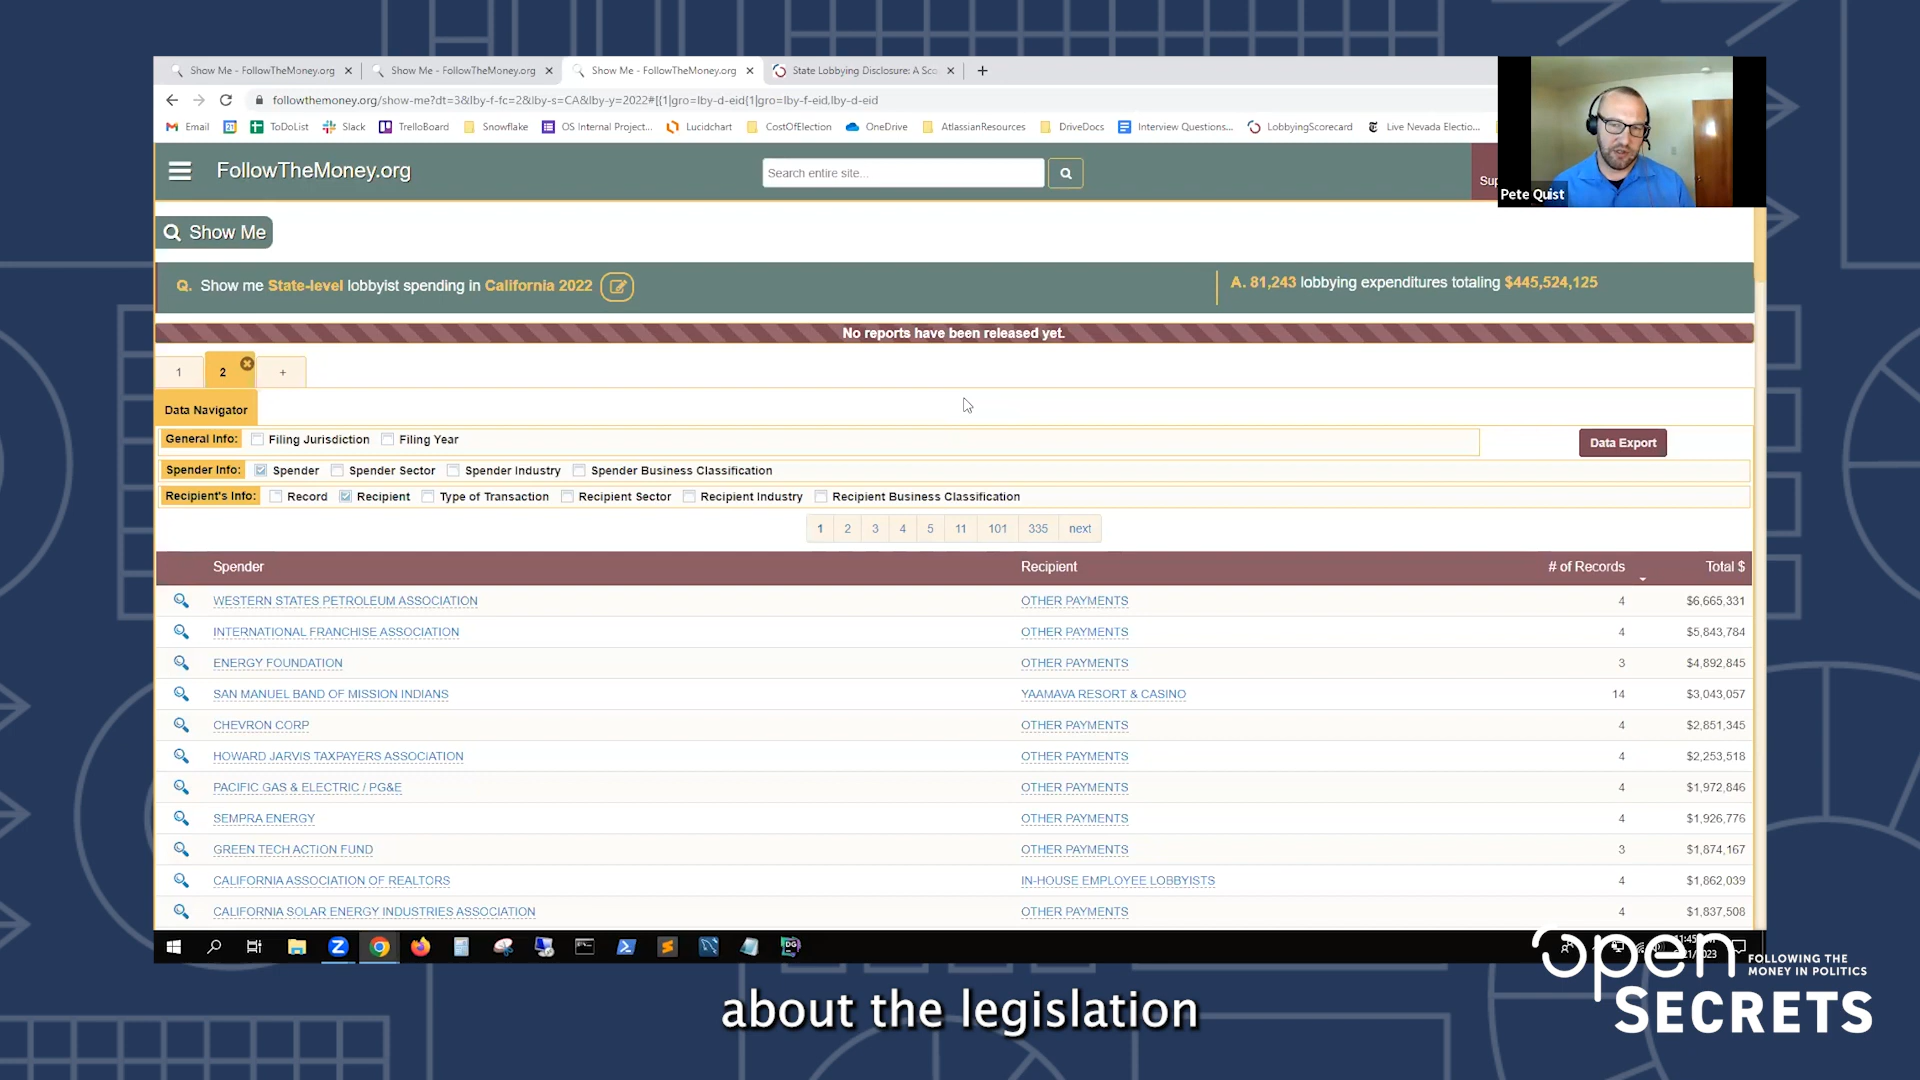 Show Me - FollowTheMoney.org
Show Me - FollowTheMoney.org
Show Me - FollowTheMoney.org
State Lobbying Disclosure: A Sco
followthemoney.org/show-me?dt=3&lby-f-fc=2&lby-s=CA&lby-y=2022#[{1|gro=lby-d-eid{1|gro=lby-f-eid,lby-d-eid
Email ToDoList Slack TrelloBoard Snowflake OS Internal Project... Lucidchart CostOfElection OneDrive AtlassianResources DriveDocs Interview Questions... LobbyingScorecard Live Nevada Electio...
FollowTheMoney.org
Search entire site...
Sup
Pete Quist
Show Me
Q. Show me State-level lobbyist spending in California 2022
A. 81,243 lobbying expenditures totaling $445,524,125
No reports have been released yet.
1 2 +
Data Navigator
General Info: Filing Jurisdiction Filing Year
Data Export
Spender Info: Spender Spender Sector Spender Industry Spender Business Classification
Recipient's Info: Record Recipient Type of Transaction Recipient Sector Recipient Industry Recipient Business Classification
1 2 3 4 5 11 101 335 next
Spender Recipient # of Records Total $
WESTERN STATES PETROLEUM ASSOCIATION OTHER PAYMENTS 4 $6,665,331
INTERNATIONAL FRANCHISE ASSOCIATION OTHER PAYMENTS 4 $5,843,784
ENERGY FOUNDATION OTHER PAYMENTS 3 $4,892,845
SAN MANUEL BAND OF MISSION INDIANS YAAMAVA RESORT & CASINO 14 $3,043,057
CHEVRON CORP OTHER PAYMENTS 4 $2,851,345
HOWARD JARVIS TAXPAYERS ASSOCIATION OTHER PAYMENTS 4 $2,253,518
PACIFIC GAS & ELECTRIC / PG&E OTHER PAYMENTS 4 $1,972,846
SEMPRA ENERGY OTHER PAYMENTS 4 $1,926,776
GREEN TECH ACTION FUND OTHER PAYMENTS 3 $1,874,167
CALIFORNIA ASSOCIATION OF REALTORS IN-HOUSE EMPLOYEE LOBBYISTS 4 $1,862,039
CALIFORNIA SOLAR ENERGY INDUSTRIES ASSOCIATION OTHER PAYMENTS 4 $1,837,508
open
SECRETS
FOLLOWING THE
MONEY IN POLITICS
about the legislation